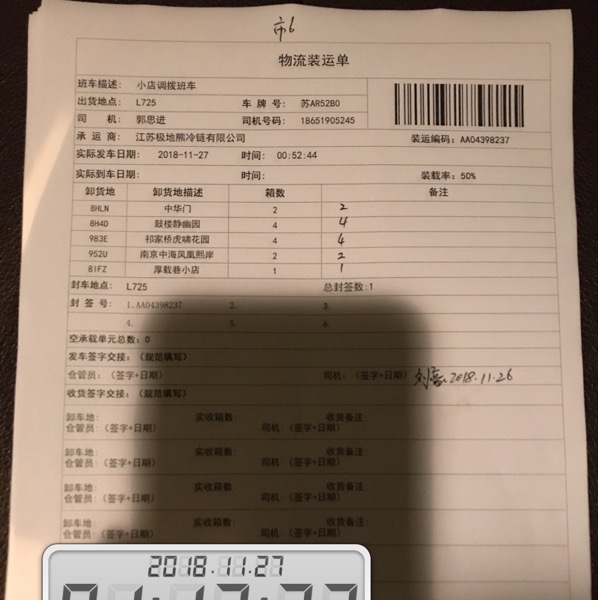 市6
物流装运单
班车描述: 小店调拨班车
出货地点: L725 车牌号: 苏AR52B0
司机: 郭思进 司机号码: 18651905245
承运商: 江苏极地熊冷链有限公司 装运编码: AA04398237
实际发车日期: 2018-11-27 时间: 00:52:44
实际到车日期: 时间: 装载率: 50%
卸货地 卸货地描述 箱数 备注
8HLN 中华门 2 2
8H4D 鼓楼静幽园 4 4
983E 祁家桥虎啸花园 4 4
952U 南京中海凤凰熙岸 2 2
81FZ 厚载巷小店 1 1
封车地点: L725 总封签数:1
封签号: 1.AA04398237 2. 3.
4. 5. 6.
空承载单元总数: 0
发车签字交接: (规范填写)
仓管员: (签字+日期) 司机: (签字+日期) 2018.11.26
收货签字交接: (规范填写)
卸车地: 实收箱数: 收货备注:
仓管员: (签字+日期) 司机: (签字+日期)
卸车地: 实收箱数: 收货备注:
仓管员: (签字+日期) 司机: (签字+日期)
卸车地: 实收箱数: 收货备注:
仓管员: (签字+日期) 司机: (签字+日期)
卸车地: 实收箱数: 收货备注:
仓管员: (签字+日期) 司机: (签字+日期)
2018.11.27